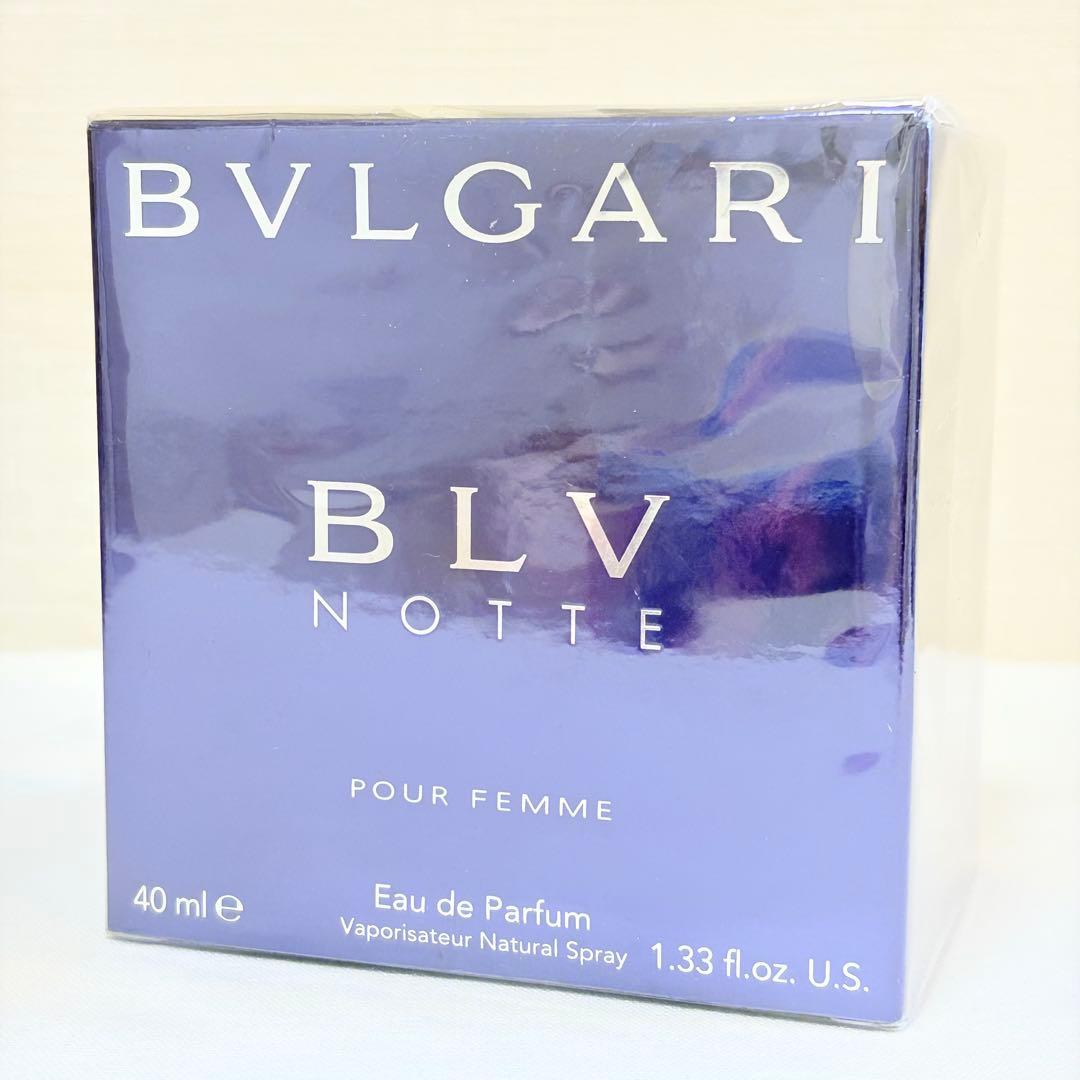 BVLGARI
BLV
NOTTE
POUR FEMME
40 ml ℮
Eau de Parfum
Vaporisateur Natural Spray
1.33 fl.oz. U.S.